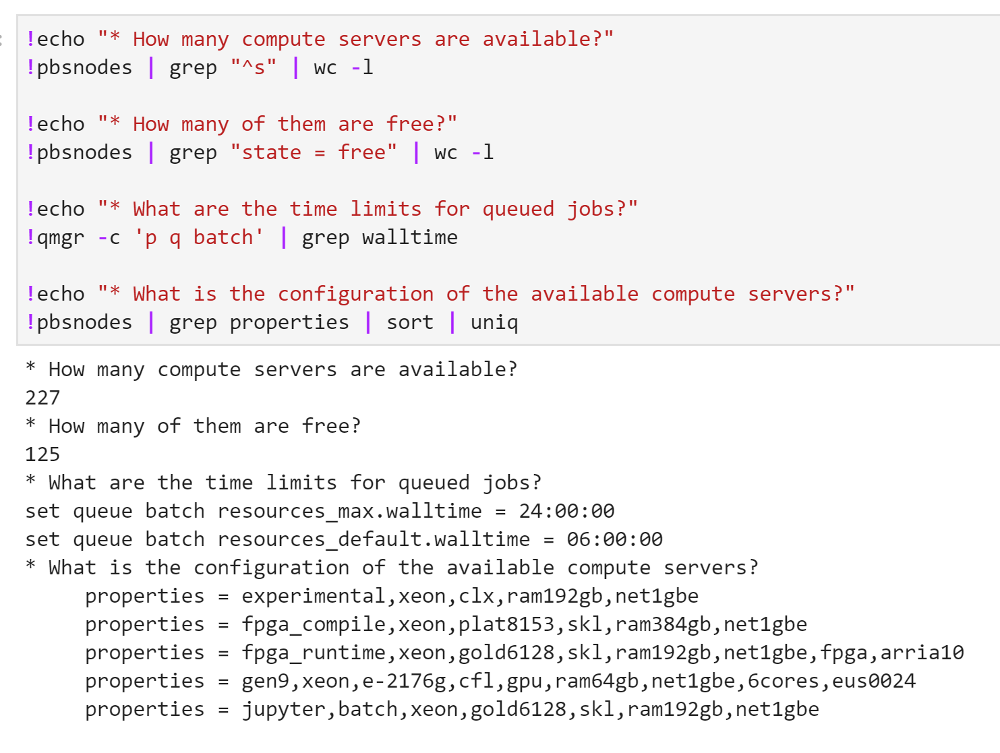 !echo "* How many compute servers are available?"
!pbsnodes | grep "^s" | wc -l
!echo "* How many of them are free?"
!pbsnodes | grep "state = free" | wc -l
!echo "* What are the time limits for queued jobs?"
!qmgr -c 'p q batch' | grep walltime
!echo "* What is the configuration of the available compute servers?"
!pbsnodes | grep properties | sort | uniq
* How many compute servers are available?
227
* How many of them are free?
125
* What are the time limits for queued jobs?
set queue batch resources_max.walltime = 24:00:00
set queue batch resources_default.walltime = 06:00:00
* What is the configuration of the available compute servers?
properties = experimental,xeon,clx,ram192gb,net1gbe
properties = fpga_compile,xeon,plat8153,skl,ram384gb,net1gbe
properties = fpga_runtime,xeon,gold6128,skl,ram192gb,net1gbe,fpga,arria10
properties = gen9,xeon,e-2176g,cfl,gpu,ram64gb,net1gbe,6cores,eus0024
properties = jupyter,batch,xeon,gold6128,skl,ram192gb,net1gbe